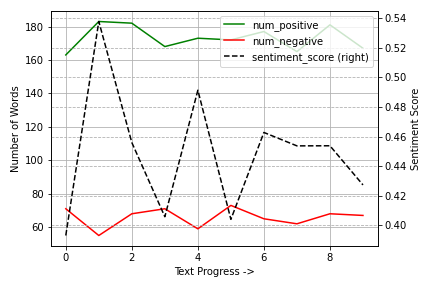 num_positive
num_negative
sentiment_score (right)
180
160
140
120
100
80
60
0.54
0.52
0.50
0.48
0.46
0.44
0.42
0.40
Number of Words
Sentiment Score
0 2 4 6 8
Text Progress ->